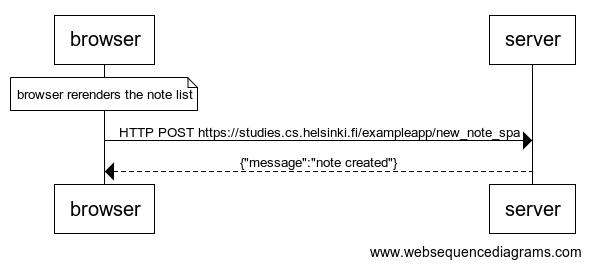 browser server
browser rerenders the note list
HTTP POST https://studies.cs.helsinki.fi/exampleapp/new_note_spa
{"message":"note created"}
browser server
www.websequencediagrams.com